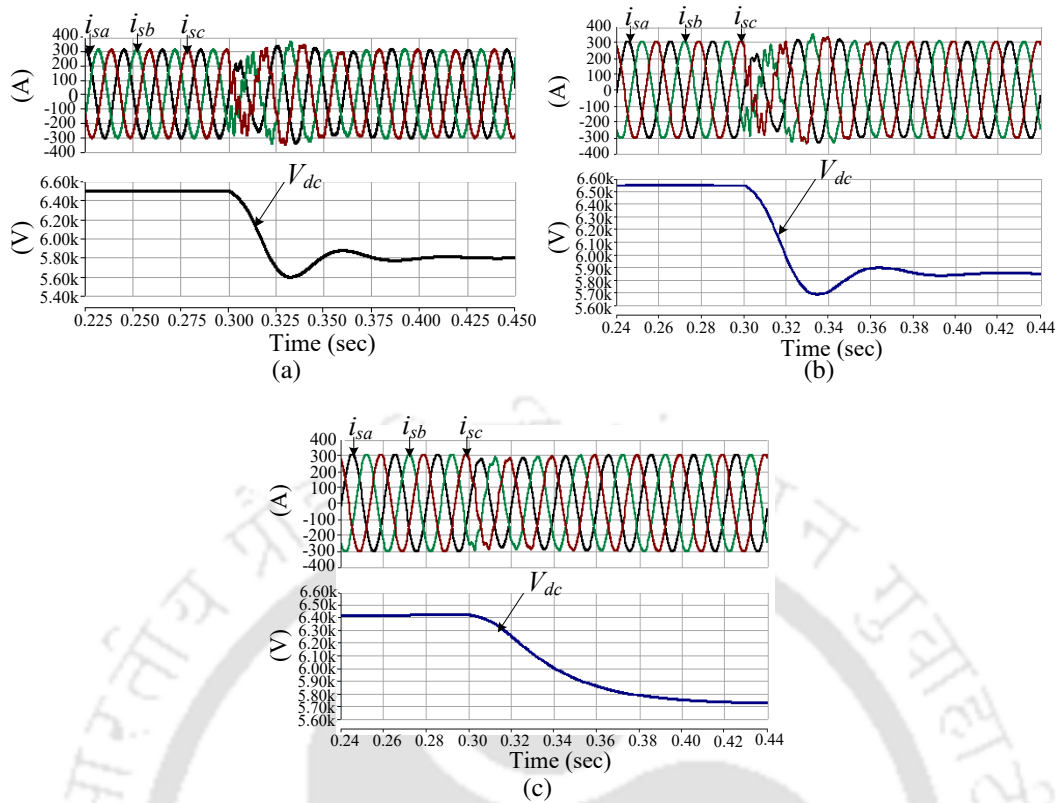 i_sa i_sb i_sc
400
300
200
100
0
-100
-200
-300
-400
(A)
V_dc
6.60k
6.40k
6.20k
6.00k
5.80k
5.60k
5.40k
(V)
0.225 0.250 0.275 0.300 0.325 0.350 0.375 0.400 0.425 0.450
Time (sec)
(a)
i_sa i_sb i_sc
400
300
200
100
0
-100
-200
-300
-400
(A)
V_dc
6.60k
6.50k
6.40k
6.30k
6.20k
6.10k
6.00k
5.90k
5.80k
5.70k
5.60k
(V)
0.24 0.26 0.28 0.30 0.32 0.34 0.36 0.38 0.40 0.42 0.44
Time (sec)
(b)
i_sa i_sb i_sc
400
300
200
100
0
-100
-200
-300
-400
(A)
V_dc
6.60k
6.50k
6.40k
6.30k
6.20k
6.10k
6.00k
5.90k
5.80k
5.70k
5.60k
(V)
0.24 0.26 0.28 0.30 0.32 0.34 0.36 0.38 0.40 0.42 0.44
Time (sec)
(c)